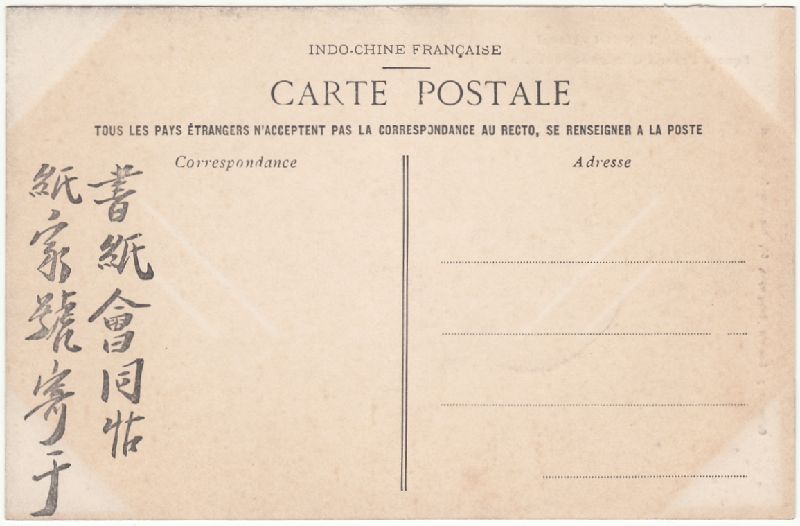 INDO-CHINE FRANÇAISE
CARTE POSTALE
TOUS LES PAYS ÉTRANGERS N'ACCEPTENT PAS LA CORRESPONDANCE AU RECTO, SE RENSEIGNER A LA POSTE
Correspondance
Adresse
書紙會同
紙家號寄于